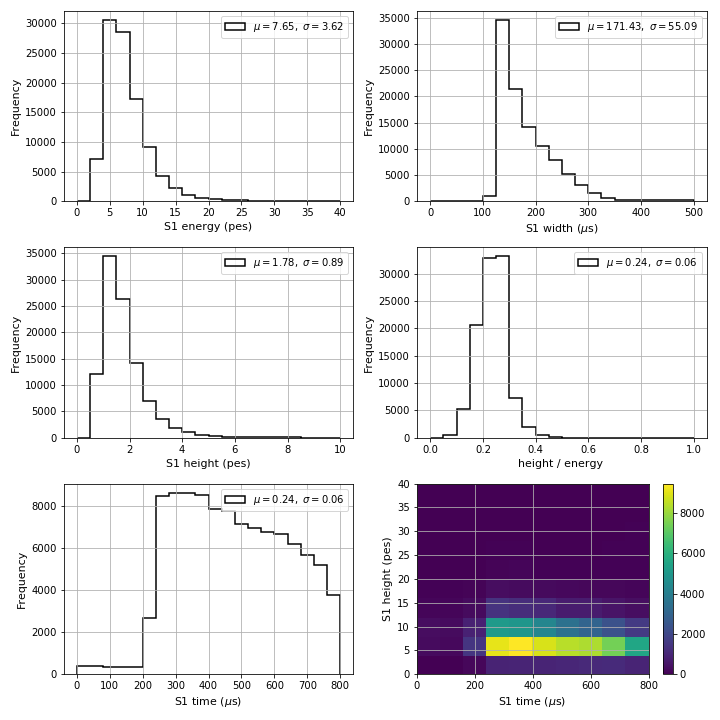 μ = 7.65, σ = 3.62
30000
25000
20000
15000
10000
5000
0
Frequency
0 5 10 15 20 25 30 35 40
S1 energy (pes)
μ = 171.43, σ = 55.09
35000
30000
25000
20000
15000
10000
5000
0
Frequency
0 100 200 300 400 500
S1 width (μs)
μ = 1.78, σ = 0.89
35000
30000
25000
20000
15000
10000
5000
0
Frequency
0 2 4 6 8 10
S1 height (pes)
μ = 0.24, σ = 0.06
30000
25000
20000
15000
10000
5000
0
Frequency
0.0 0.2 0.4 0.6 0.8 1.0
height / energy
μ = 0.24, σ = 0.06
8000
6000
4000
2000
0
Frequency
0 100 200 300 400 500 600 700 800
S1 time (μs)
40
35
30
25
20
15
10
5
0
S1 height (pes)
0 200 400 600 800
S1 time (μs)
8000
6000
4000
2000
0